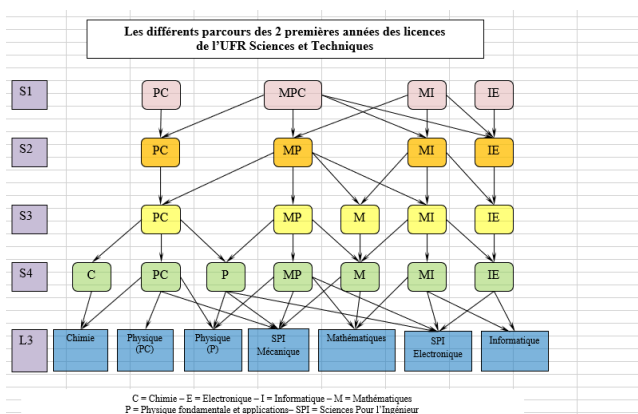 Les différents parcours des 2 premières années des licences
de l'UFR Sciences et Techniques
S1 PC MPC MI IE
S2 PC MP MI IE
S3 PC MP M MI IE
S4 C PC P MP M MI IE
L3 Chimie Physique (PC) Physique (P) SPI Mécanique Mathématiques SPI Electronique Informatique
C = Chimie – E = Electronique – I = Informatique – M = Mathématiques
P = Physique fondamentale et applications– SPI = Sciences Pour l'Ingénieur